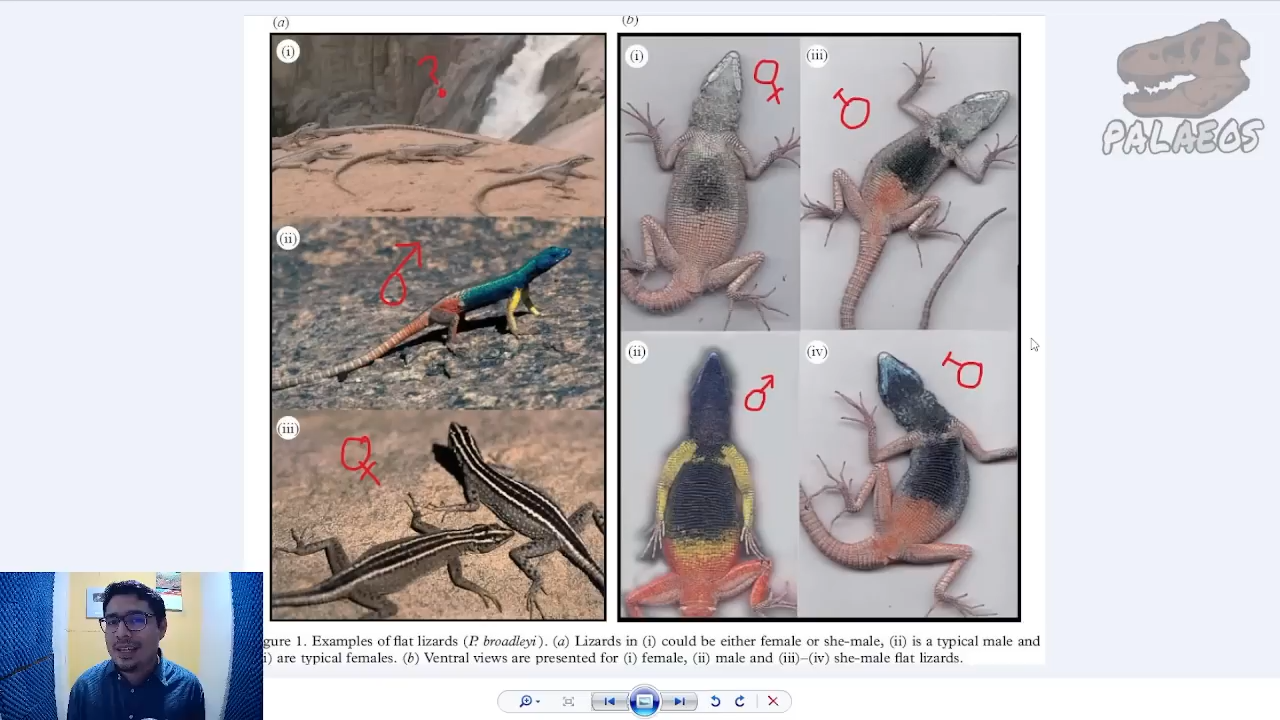 (a)
(b)
(i)
?
(i)
(iii)
PALAEOS
(ii)
(ii)
(iv)
(iii)
gure 1. Examples of flat lizards (P. broadleyi). (a) Lizards in (i) could be either female or she-male, (ii) is a typical male and
i) are typical females. (b) Ventral views are presented for (i) female, (ii) male and (iii)–(iv) she-male flat lizards.